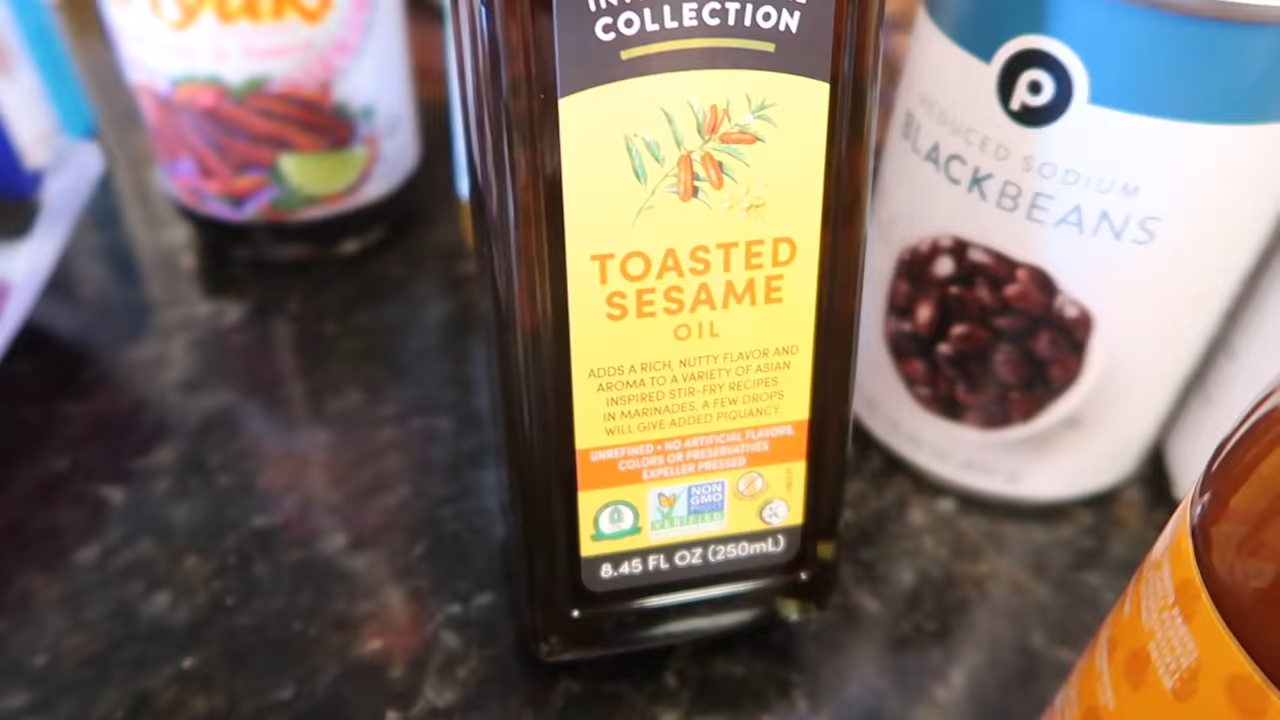 COLLECTION
TOASTED
SESAME
OIL
ADDS A RICH, NUTTY FLAVOR AND
AROMA TO A VARIETY OF ASIAN
INSPIRED STIR-FRY RECIPES.
IN MARINADES, A FEW DROPS
WILL GIVE ADDED PIQUANCY.
UNREFINED • NO ARTIFICIAL FLAVORS,
COLORS OR PRESERVATIVES
EXPELLER PRESSED
NON
GMO
Project
VERIFIED
8.45 FL OZ (250mL)
P
REDUCED SODIUM
BLACKBEANS